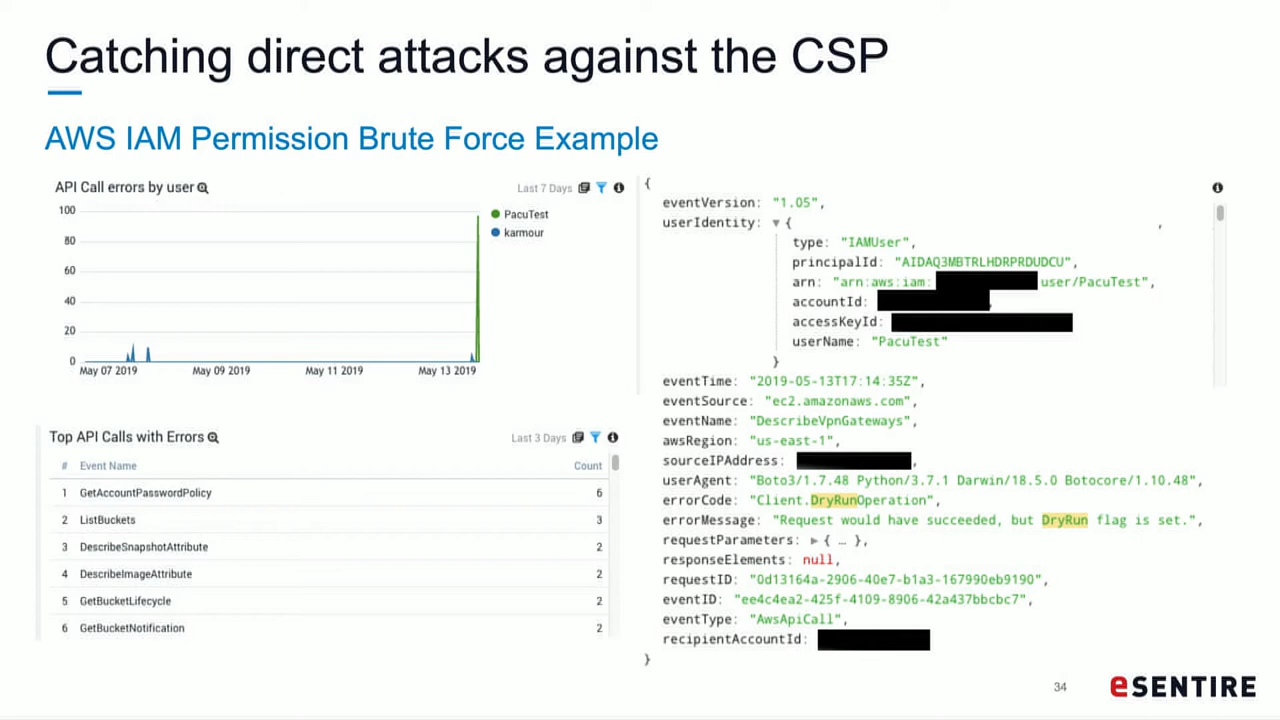 Catching direct attacks against the CSP
AWS IAM Permission Brute Force Example
API Call errors by user
Last 7 Days
100
80
60
40
20
0
May 07 2019
May 09 2019
May 11 2019
May 13 2019
PacuTest
karmour
Top API Calls with Errors
Last 3 Days
# Event Name Count
1 GetAccountPasswordPolicy 6
2 ListBuckets 3
3 DescribeSnapshotAttribute 2
4 DescribeImageAttribute 2
5 GetBucketLifecycle 2
6 GetBucketNotification 2
{
eventVersion: "1.05",
userIdentity: ▼ { ,
type: "IAMUser",
principalId: "AIDAQ3MBTRLHDRPRDUDCU",
arn: "arn:aws:iam: user/PacuTest",
accountId: ,
accessKeyId:
userName: "PacuTest"
}
eventTime: "2019-05-13T17:14:35Z",
eventSource: "ec2.amazonaws.com",
eventName: "DescribeVpnGateways",
awsRegion: "us-east-1",
sourceIPAddress: ,
userAgent: "Boto3/1.7.48 Python/3.7.1 Darwin/18.5.0 Botocore/1.10.48",
errorCode: "Client.DryRunOperation",
errorMessage: "Request would have succeeded, but DryRun flag is set.",
requestParameters: ▶ { … },
responseElements: null,
requestID: "0d13164a-2906-40e7-b1a3-167990eb9190",
eventID: "ee4c4ea2-425f-4109-8906-42a437bbcbc7",
eventType: "AwsApiCall",
recipientAccountId:
}
34
eSENTIRE